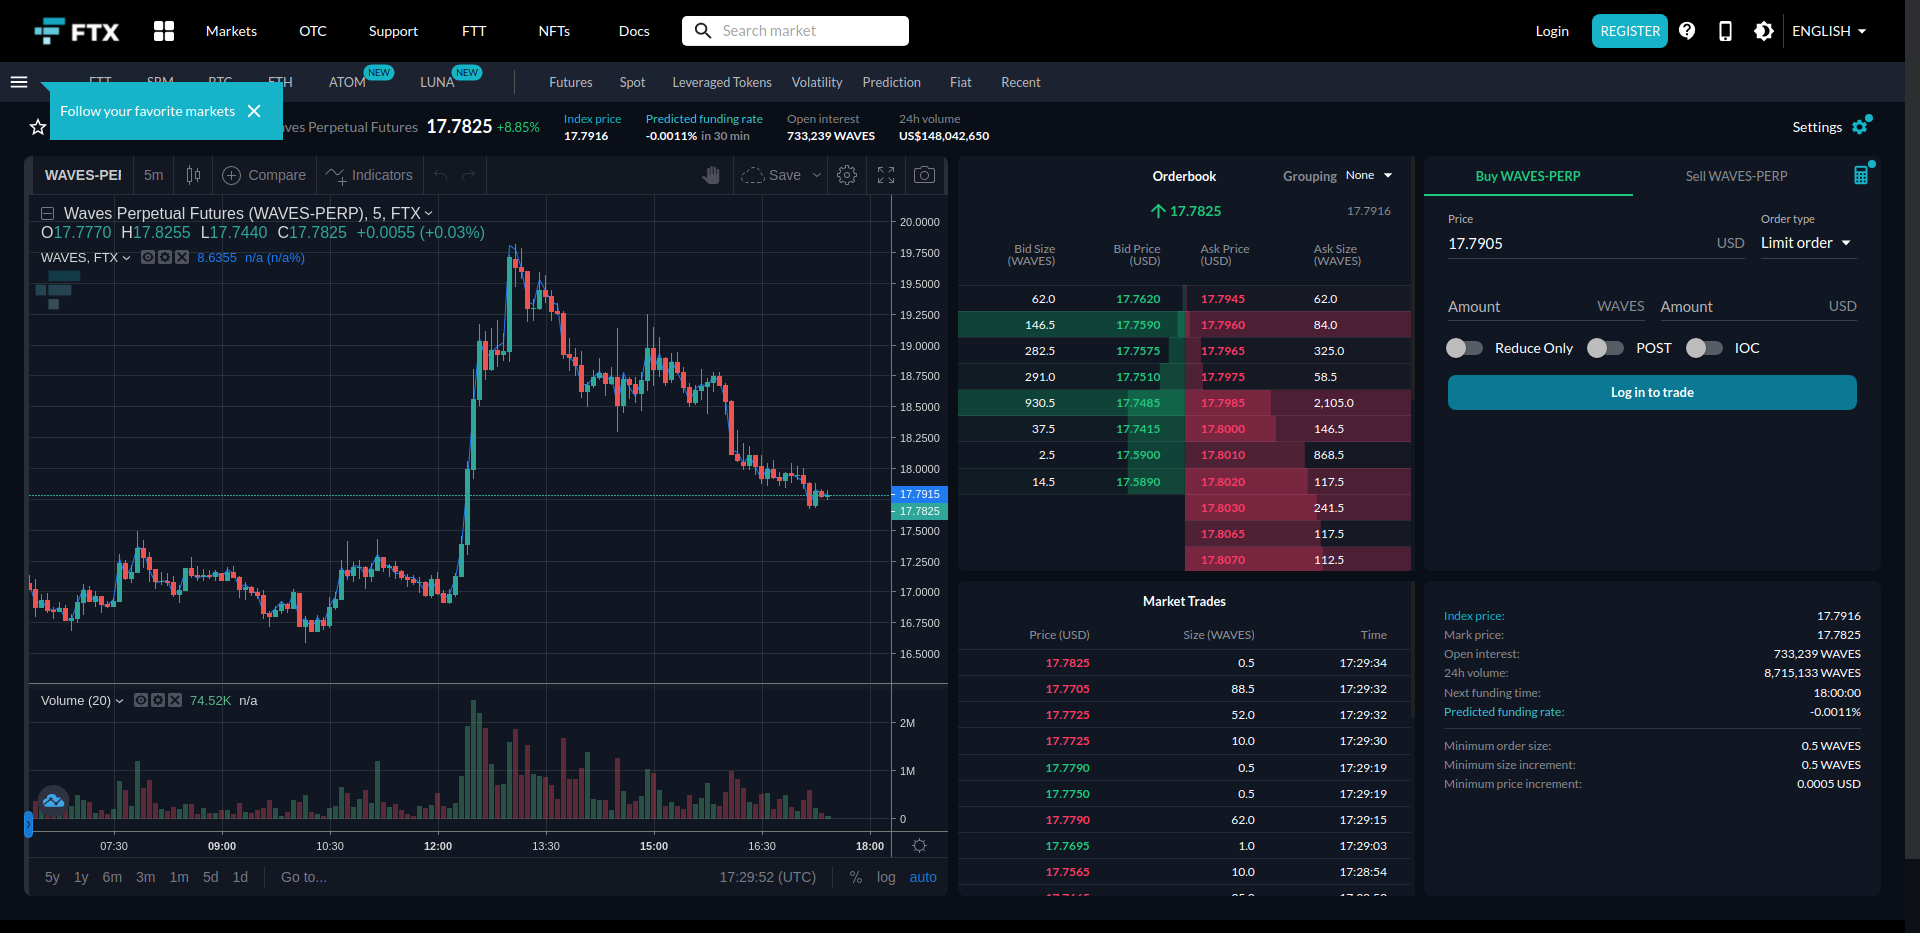 FTX
Markets
OTC
Support
FTT
NFTs
Docs
Search market
Login
REGISTER
ENGLISH
FTT
SRM
BTC
ETH
ATOM
NEW
LUNA
NEW
Futures
Spot
Leveraged Tokens
Volatility
Prediction
Fiat
Recent
Follow your favorite markets
Perpetual Futures
17.7825
+8.85%
Index price
17.7916
Predicted funding rate
-0.0011% in 30 min
Open interest
733,239 WAVES
24h volume
US$148,042,650
Settings
WAVES-PEI
5m
Compare
Indicators
Save
Waves Perpetual Futures (WAVES-PERP), 5, FTX
O17.7770 H17.8255 L17.7440 C17.7825 +0.0055 (+0.03%)
WAVES, FTX
8.6355 n/a (n/a%)
20.0000
19.7500
19.5000
19.2500
19.0000
18.7500
18.5000
18.2500
18.0000
17.7915
17.7825
17.5000
17.2500
17.0000
16.7500
16.5000
Volume (20)
74.52K n/a
2M
1M
0
07:30
09:00
10:30
12:00
13:30
15:00
16:30
18:00
5y 1y 6m 3m 1m 5d 1d
Go to...
17:29:52 (UTC)
%
log
auto
Orderbook
Grouping
None
17.7825
17.7916
Bid Size (WAVES)
Bid Price (USD)
Ask Price (USD)
Ask Size (WAVES)
62.0 17.7620 17.7945 62.0
146.5 17.7590 17.7960 84.0
282.5 17.7575 17.7965 325.0
291.0 17.7510 17.7975 58.5
930.5 17.7485 17.7985 2,105.0
37.5 17.7415 17.8000 146.5
2.5 17.5900 17.8010 868.5
14.5 17.5890 17.8020 117.5
17.8030 241.5
17.8065 117.5
17.8070 112.5
Market Trades
Price (USD) Size (WAVES) Time
17.7825 0.5 17:29:34
17.7705 88.5 17:29:32
17.7725 52.0 17:29:32
17.7725 10.0 17:29:30
17.7790 0.5 17:29:19
17.7750 0.5 17:29:19
17.7790 62.0 17:29:15
17.7695 1.0 17:29:03
17.7565 10.0 17:28:54
Buy WAVES-PERP
Sell WAVES-PERP
Price
17.7905
USD
Order type
Limit order
Amount
WAVES
Amount
USD
Reduce Only
POST
IOC
Log in to trade
Index price: 17.7916
Mark price: 17.7825
Open interest: 733,239 WAVES
24h volume: 8,715,133 WAVES
Next funding time: 18:00:00
Predicted funding rate: -0.0011%
Minimum order size: 0.5 WAVES
Minimum size increment: 0.5 WAVES
Minimum price increment: 0.0005 USD